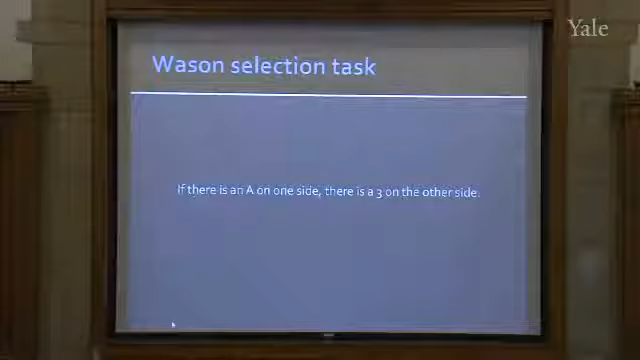 Yale
Wason selection task
If there is an A on one side, there is a 3 on the other side.